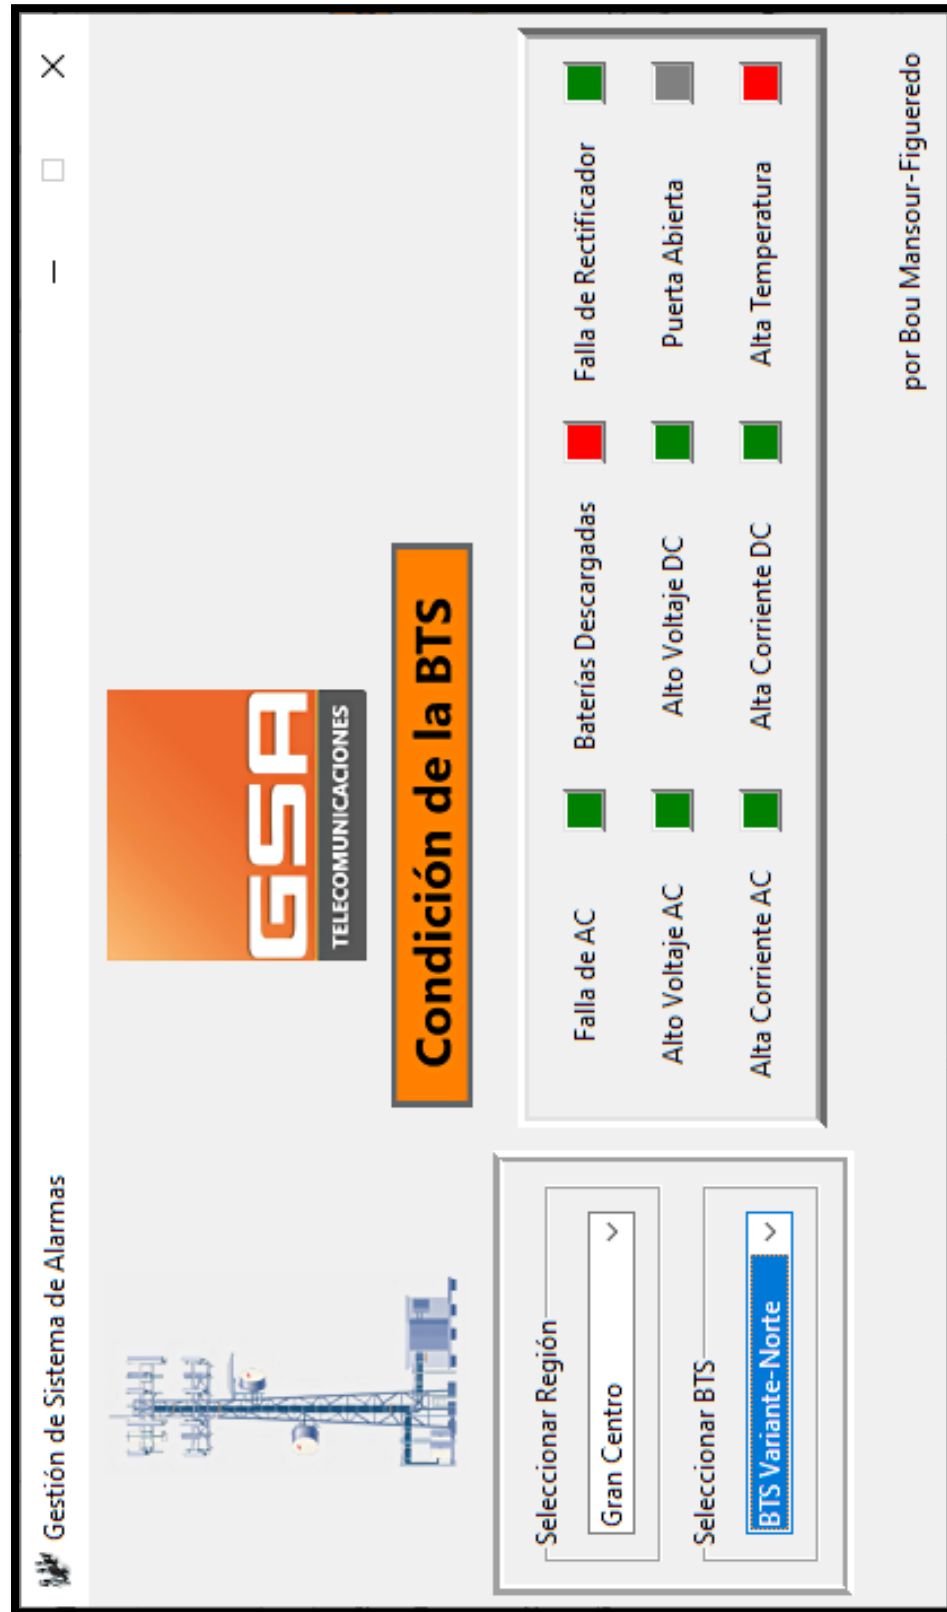 Gestión de Sistema de Alarmas
GSA
TELECOMUNICACIONES
Condición de la BTS
Seleccionar Región
Gran Centro
Seleccionar BTS
BTS Variante-Norte
Falla de AC
Baterías Descargadas
Falla de Rectificador
Alto Voltaje AC
Alto Voltaje DC
Puerta Abierta
Alta Corriente AC
Alta Corriente DC
Alta Temperatura
por Bou Mansour-Figueredo